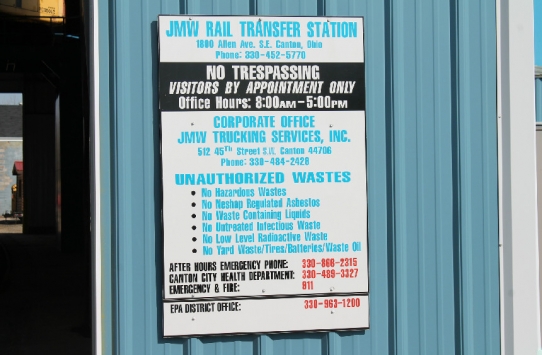 JMW RAIL TRANSFER STATION
1880 Allen Ave. S.E. Canton, Ohio
Phone: 330-452-5770
NO TRESPASSING
VISITORS BY APPOINTMENT ONLY
Office Hours: 8:00AM-5:00PM
CORPORATE OFFICE
JMW TRUCKING SERVICES, INC.
512 45Th Street S.W. Canton 44706
Phone: 330-484-2428
UNAUTHORIZED WASTES
• No Hazardous Wastes
• No Neshap Regulated Asbestos
• No Waste Containing Liquids
• No Untreated Infectious Waste
• No Low Level Radioactive Waste
• No Yard Waste/Tires/Batteries/Waste Oil
AFTER HOURS EMERGENCY PHONE: 330-866-2315
CANTON CITY HEALTH DEPARTMENT: 330-489-3327
EMERGENCY & FIRE: 911
EPA DISTRICT OFFICE: 330-963-1200